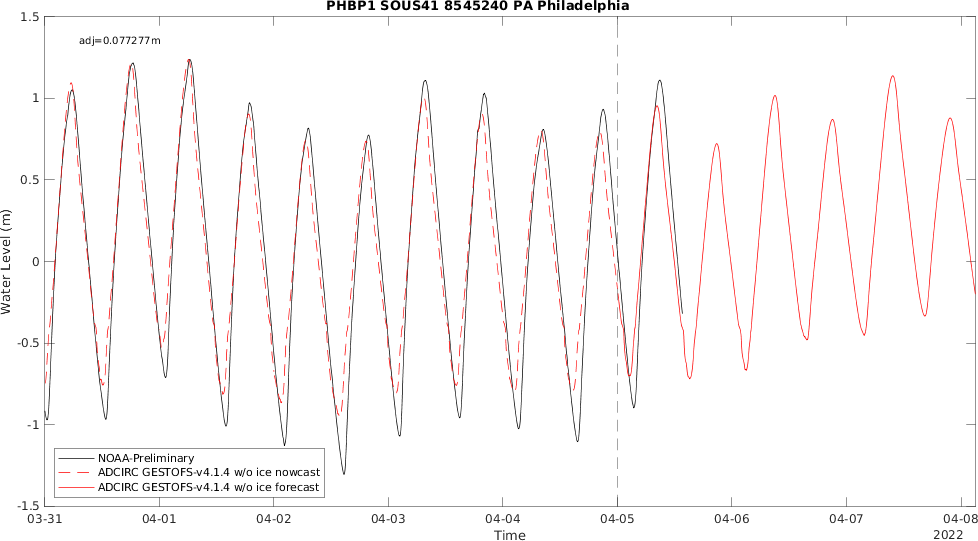 PHBP1 SOUS41 8545240 PA Philadelphia
1.5
adj=0.077277m
1
0.5
0
-0.5
-1
-1.5
Water Level (m)
NOAA-Preliminary
ADCIRC GESTOFS-v4.1.4 w/o ice nowcast
ADCIRC GESTOFS-v4.1.4 w/o ice forecast
03-31 04-01 04-02 04-03 04-04 04-05 04-06 04-07 04-08
Time
2022